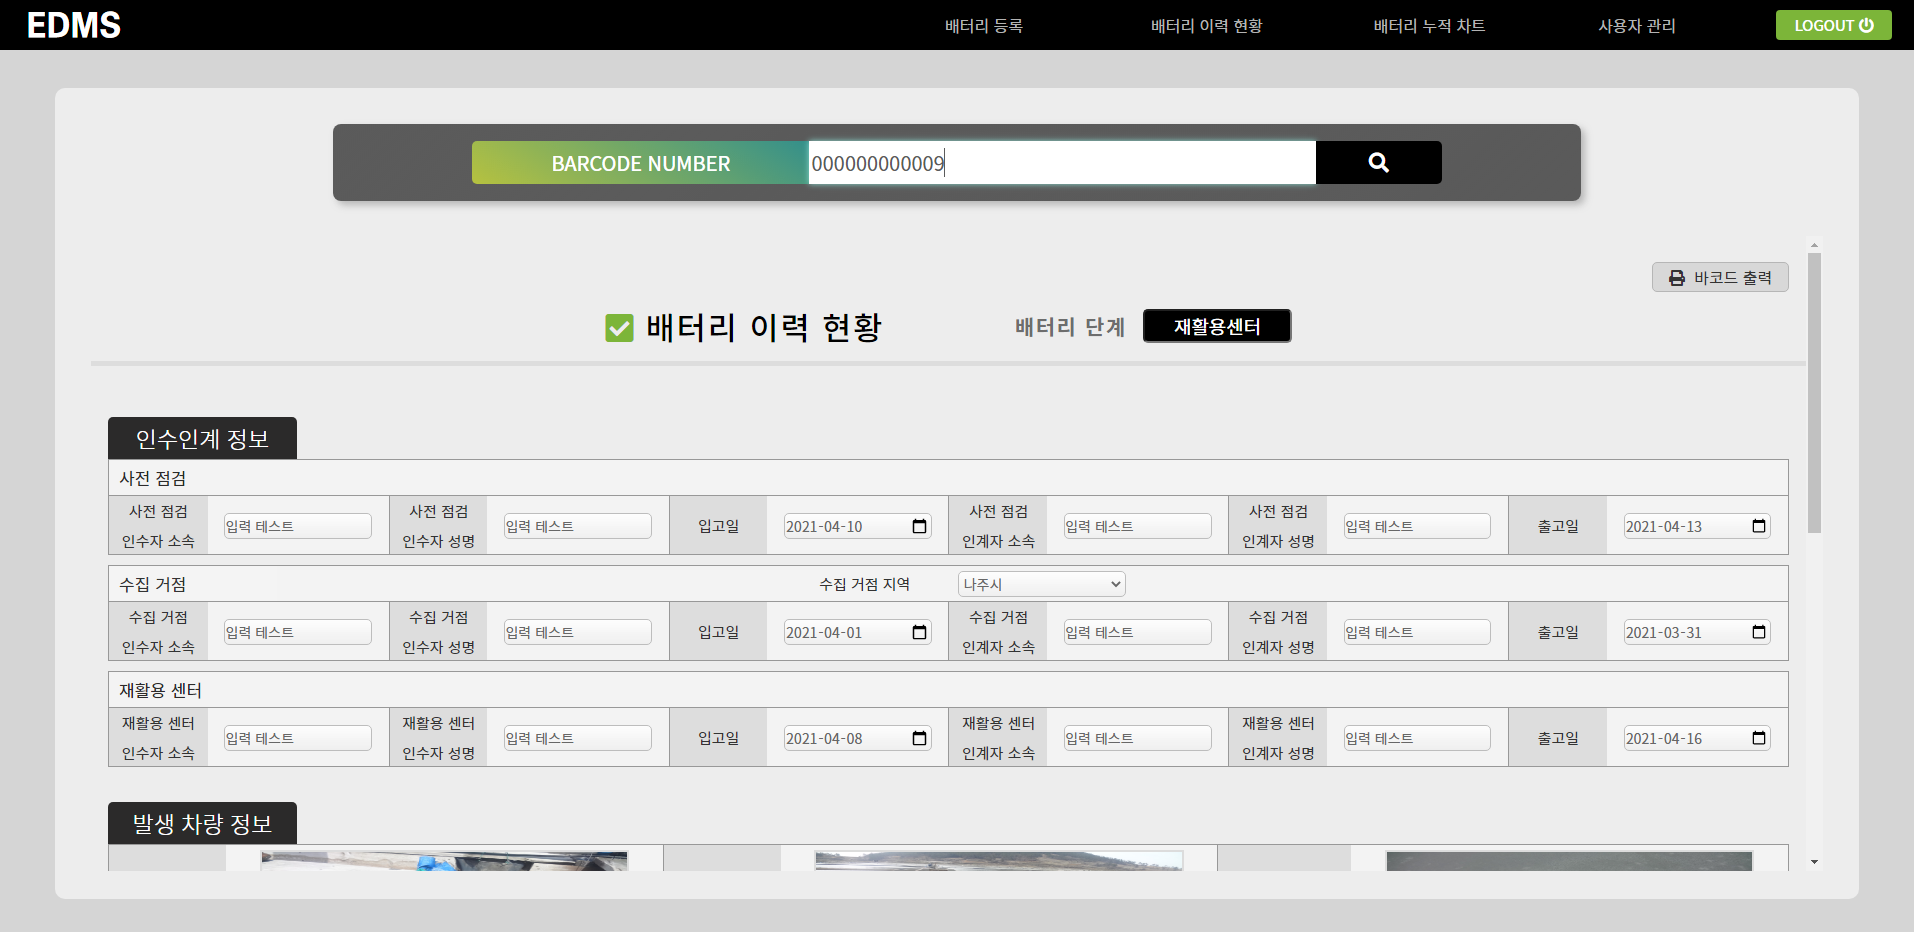 EDMS
배터리 등록
배터리 이력 현황
배터리 누적 차트
사용자 관리
LOGOUT
BARCODE NUMBER
000000000009
바코드 출력
배터리 이력 현황
배터리 단계
재활용센터
인수인계 정보
사전 점검
사전 점검
인수자 소속
입력 테스트
사전 점검
인수자 성명
입력 테스트
입고일
2021-04-10
사전 점검
인계자 소속
입력 테스트
사전 점검
인계자 성명
입력 테스트
출고일
2021-04-13
수집 거점
수집 거점 지역
나주시
수집 거점
인수자 소속
입력 테스트
수집 거점
인수자 성명
입력 테스트
입고일
2021-04-01
수집 거점
인계자 소속
입력 테스트
수집 거점
인계자 성명
입력 테스트
출고일
2021-03-31
재활용 센터
재활용 센터
인수자 소속
입력 테스트
재활용 센터
인수자 성명
입력 테스트
입고일
2021-04-08
재활용 센터
인계자 소속
입력 테스트
재활용 센터
인계자 성명
입력 테스트
출고일
2021-04-16
발생 차량 정보